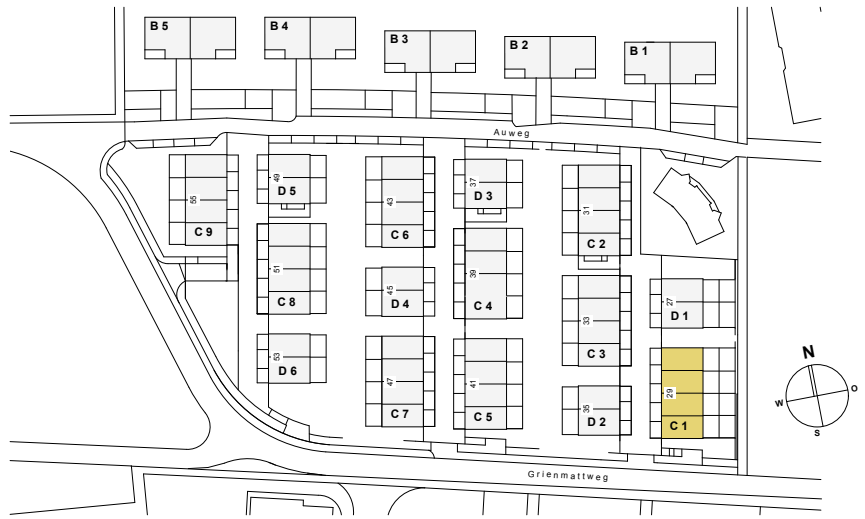 B 5
B 4
B 3
B 2
B 1
Auweg
55
C 9
49
D 5
43
C 6
37
D 3
31
C 2
51
C 8
45
D 4
39
C 4
33
C 3
27
D 1
53
D 6
47
C 7
41
C 5
35
D 2
29
C 1
N
O
W
S
Grienmattweg